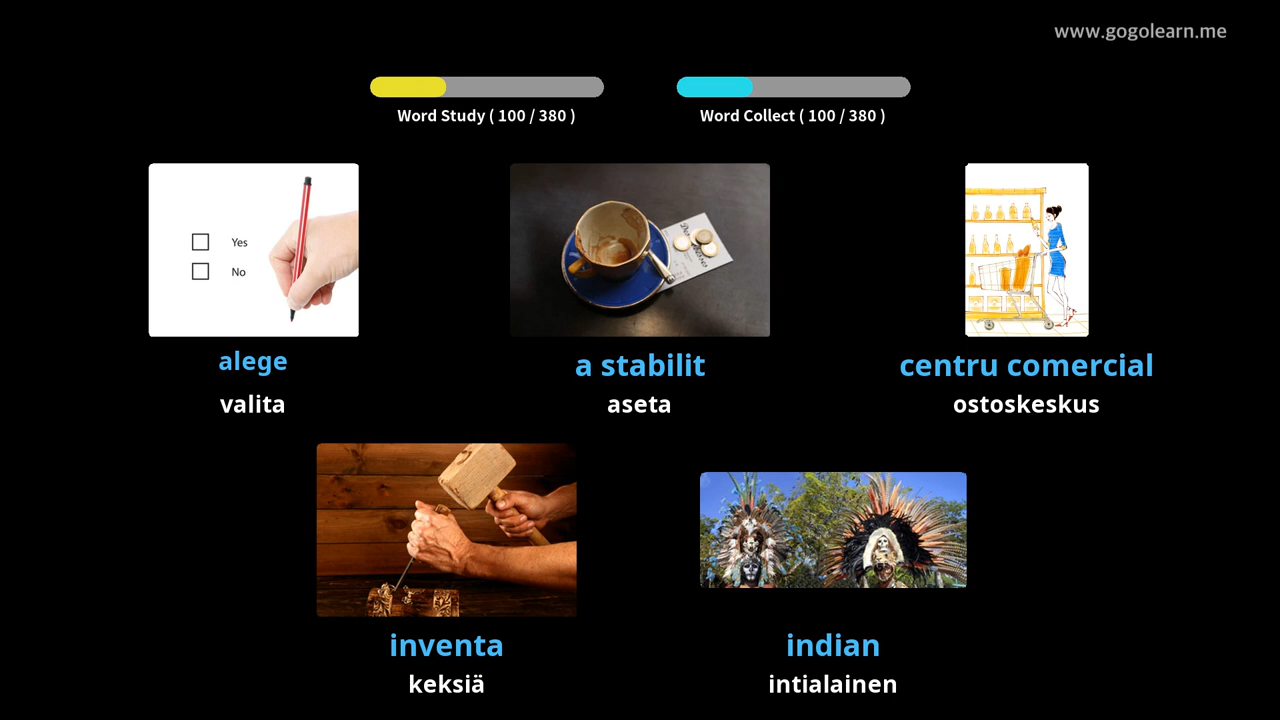 www.gogolearn.me
Word Study ( 100 / 380 )
Word Collect ( 100 / 380 )
Yes
No
alege
valita
a stabilit
aseta
centru comercial
ostoskeskus
inventa
keksiä
indian
intialainen